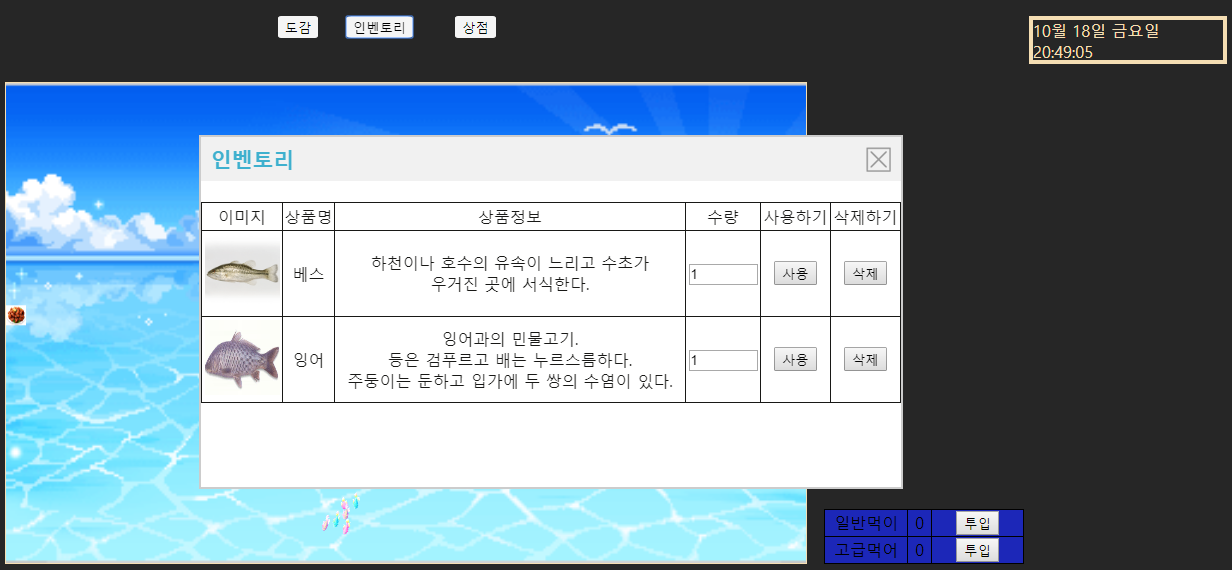 도감 인벤토리 상점
10월 18일 금요일
20:49:05
인벤토리
이미지 상품명 상품정보 수량 사용하기 삭제하기
베스 하천이나 호수의 유속이 느리고 수초가
우거진 곳에 서식한다. 1 사용 삭제
잉어 잉어과의 민물고기.
등은 검푸르고 배는 누르스름하다.
주둥이는 둔하고 입가에 두 쌍의 수염이 있다. 1 사용 삭제
일반먹이 0 투입
고급먹어 0 투입